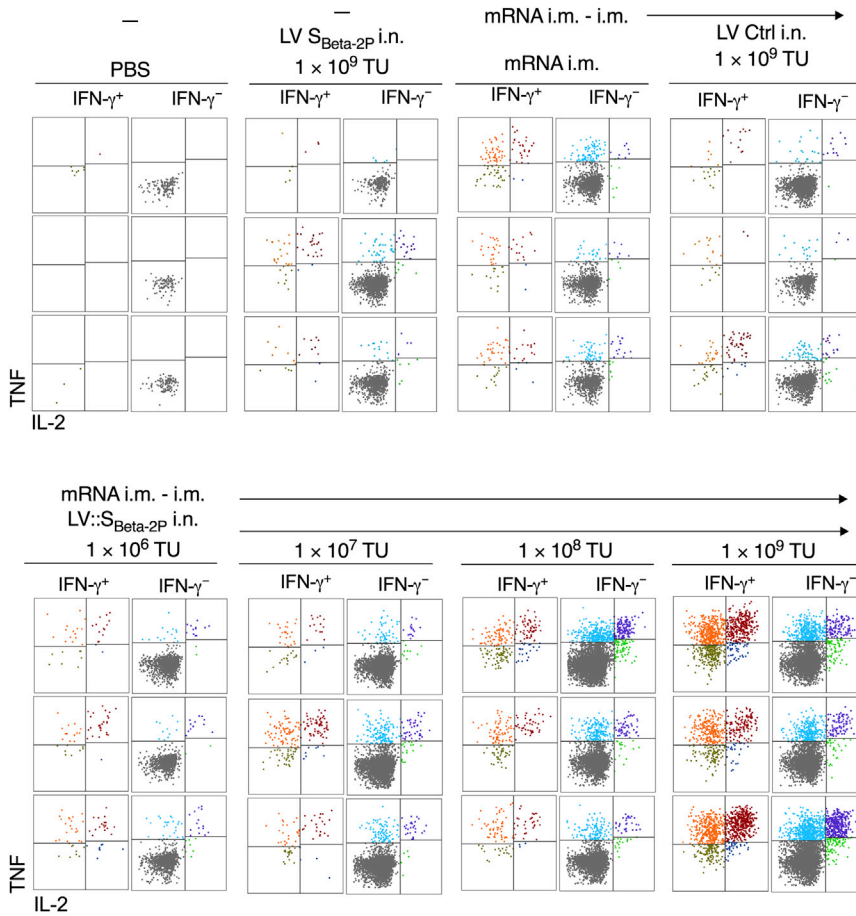 — — mRNA i.m. - i.m.
LV S_Beta-2P i.n. LV Ctrl i.n.
PBS 1 × 10⁹ TU mRNA i.m. 1 × 10⁹ TU
IFN-γ⁺ IFN-γ⁻ IFN-γ⁺ IFN-γ⁻ IFN-γ⁺ IFN-γ⁻ IFN-γ⁺ IFN-γ⁻
TNF
IL-2
mRNA i.m. - i.m.
LV::S_Beta-2P i.n.
1 × 10⁶ TU 1 × 10⁷ TU 1 × 10⁸ TU 1 × 10⁹ TU
IFN-γ⁺ IFN-γ⁻ IFN-γ⁺ IFN-γ⁻ IFN-γ⁺ IFN-γ⁻ IFN-γ⁺ IFN-γ⁻
TNF
IL-2